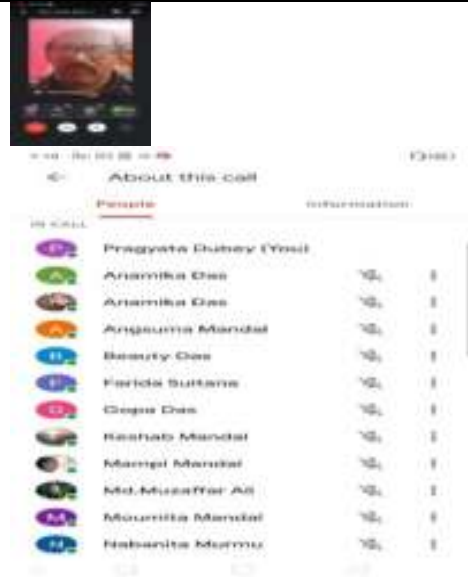 About this call
People Information
IN CALL
P Pragyata Dubey (You)
A Anamika Das
Anamika Das
A Angsuma Mandal
B Beauty Das
F Farida Sultana
G Gopa Das
Keshab Mandal
Mampi Mandal
Md.Muzaffar Ali
M Moumita Mandal
N Nabanita Murmu